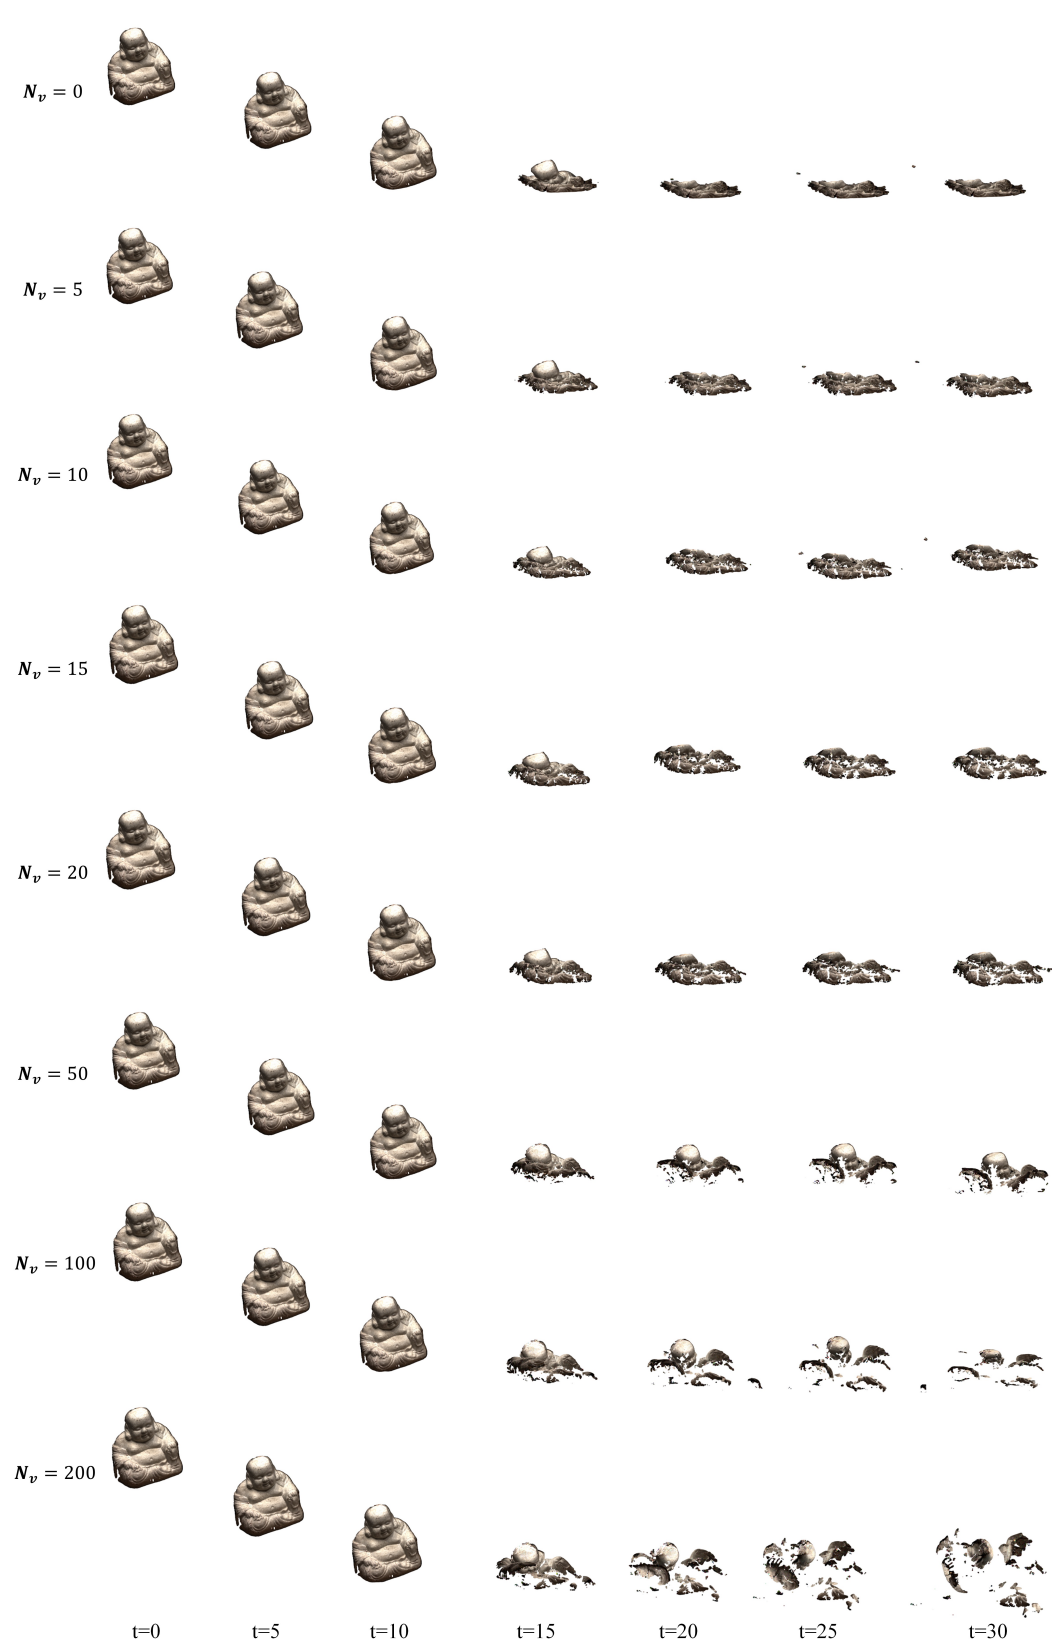 N_v = 0
N_v = 5
N_v = 10
N_v = 15
N_v = 20
N_v = 50
N_v = 100
N_v = 200
t=0 t=5 t=10 t=15 t=20 t=25 t=30